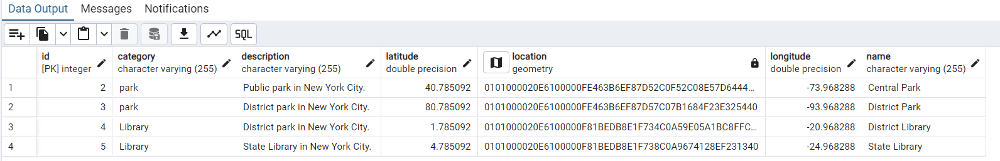 Data Output Messages Notifications
SQL
id category description latitude location longitude name
[PK] integer character varying (255) character varying (255) double precision geometry double precision character varying (255)
1 2 park Public park in New York City. 40.785092 0101000020E6100000FE463B6EF87D52C0F52C08E57D6444... -73.968288 Central Park
2 3 park District park in New York City. 80.785092 0101000020E6100000FE463B6EF87D57C07B1684F23E325440 -93.968288 District Park
3 4 Library District park in New York City. 1.785092 0101000020E6100000F81BEDB8E1F734C0A59E05A1BC8FFC... -20.968288 District Library
4 5 Library State Library in New York City. 4.785092 0101000020E6100000F81BEDB8E1F738C0A9674128EF231340 -24.968288 State Library